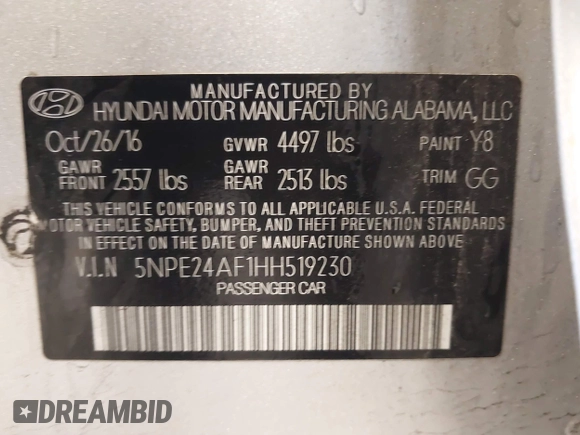 MANUFACTURED BY
HYUNDAI MOTOR MANUFACTURING ALABAMA, LLC
Oct/26/16 GVWR 4497 lbs PAINT Y8
GAWR FRONT 2557 lbs GAWR REAR 2513 lbs TRIM GG
THIS VEHICLE CONFORMS TO ALL APPLICABLE U.S.A. FEDERAL
MOTOR VEHICLE SAFETY, BUMPER, AND THEFT PREVENTION STANDARDS
IN EFFECT ON THE DATE OF MANUFACTURE SHOWN ABOVE
V.I.N 5NPE24AF1HH519230
PASSENGER CAR
DREAMBID